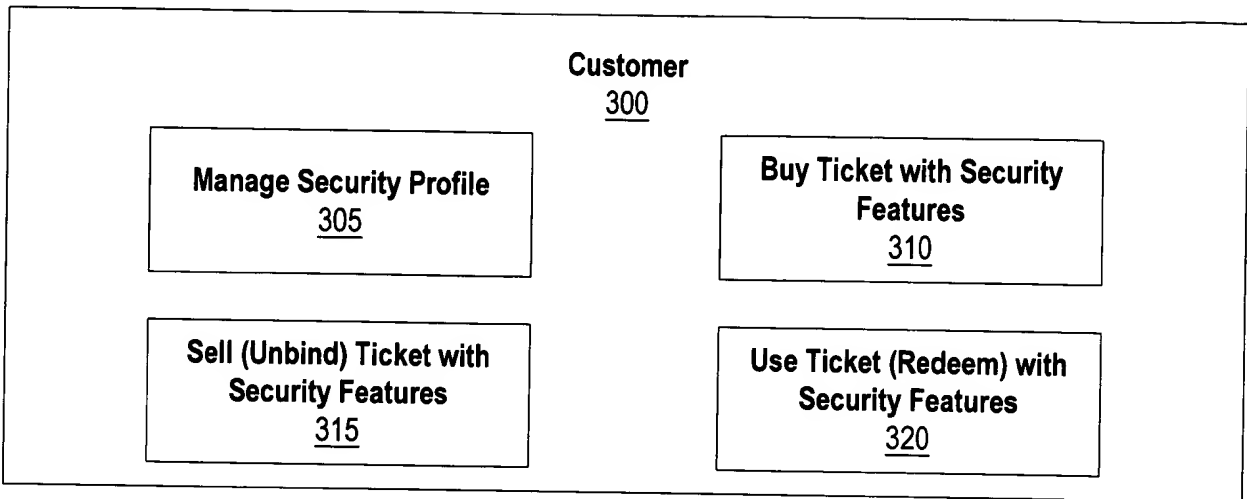 Customer
300
Manage Security Profile
305
Buy Ticket with Security
Features
310
Sell (Unbind) Ticket with
Security Features
315
Use Ticket (Redeem) with
Security Features
320